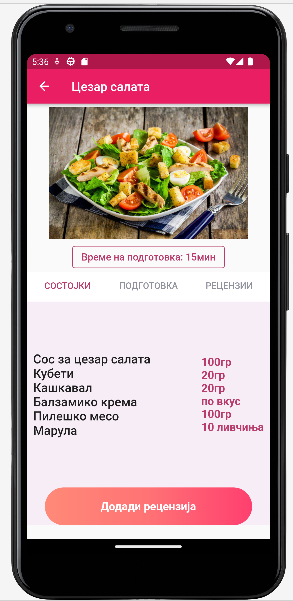 5:36
Цезар салата
Време на подготовка: 15мин
СОСТОЈКИ ПОДГОТОВКА РЕЦЕНЗИИ
Сос за цезар салата 100гр
Кубети 20гр
Кашкавал 20гр
Балзамико крема по вкус
Пилешко месо 100гр
Марула 10 ливчиња
Додади рецензија